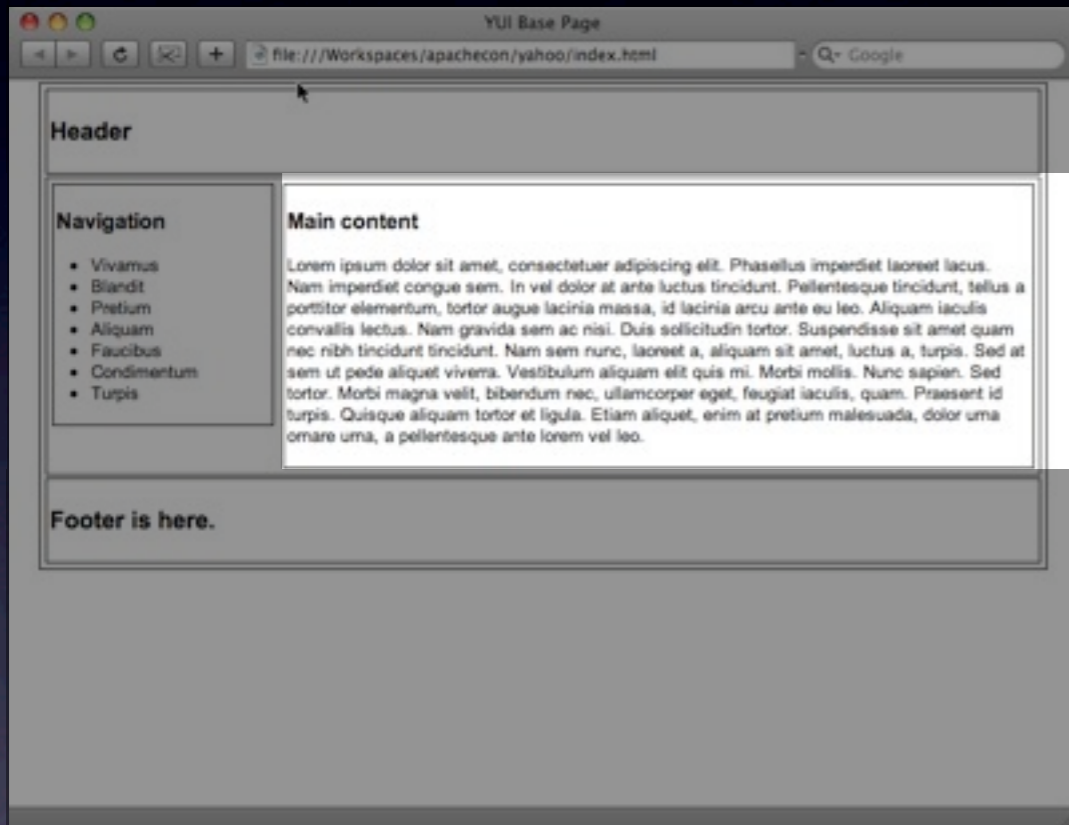 YUI Base Page
file:///Workspaces/apachecon/yahoo/index.html
Google
Header
Navigation
Vivamus
Blandit
Pretium
Aliquam
Faucibus
Condimentum
Turpis
Main content
Lorem ipsum dolor sit amet, consectetuer adipiscing elit. Phasellus imperdiet laoreet lacus.
Nam imperdiet congue sem. In vel dolor at ante luctus tincidunt. Pellentesque tincidunt, tellus a
porttitor elementum, tortor augue lacinia massa, id lacinia arcu ante eu leo. Aliquam iaculis
convallis lectus. Nam gravida sem ac nisi. Duis sollicitudin tortor. Suspendisse sit amet quam
nec nibh tincidunt tincidunt. Nam sem nunc, laoreet a, aliquam sit amet, luctus a, turpis. Sed at
sem ut pede aliquet viverra. Vestibulum aliquam elit quis mi. Morbi mollis. Nunc sapien. Sed
tortor. Morbi magna velit, bibendum nec, ullamcorper eget, feugiat iaculis, quam. Praesent id
turpis. Quisque aliquam tortor et ligula. Etiam aliquet, enim at pretium malesuada, dolor urna
ornare urna, a pellentesque ante lorem vel leo.
Footer is here.